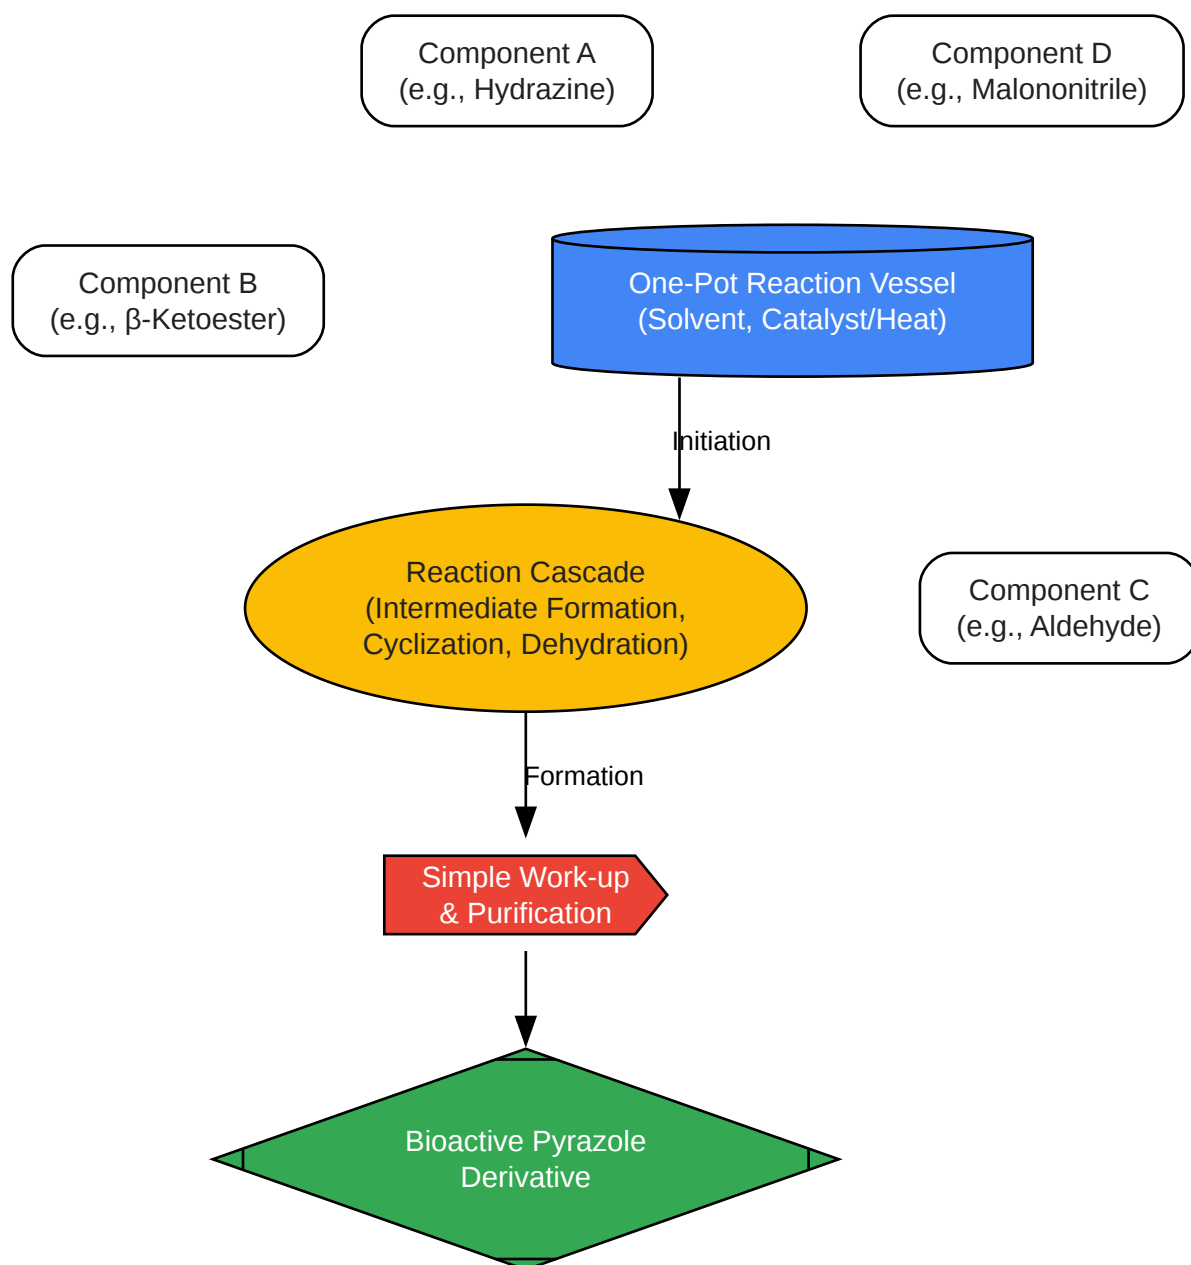 Component A
(e.g., Hydrazine)
Component D
(e.g., Malononitrile)
Component B
(e.g., β-Ketoester)
One-Pot Reaction Vessel
(Solvent, Catalyst/Heat)
Initiation
Reaction Cascade
(Intermediate Formation,
Cyclization, Dehydration)
Component C
(e.g., Aldehyde)
Formation
Simple Work-up
& Purification
Bioactive Pyrazole
Derivative